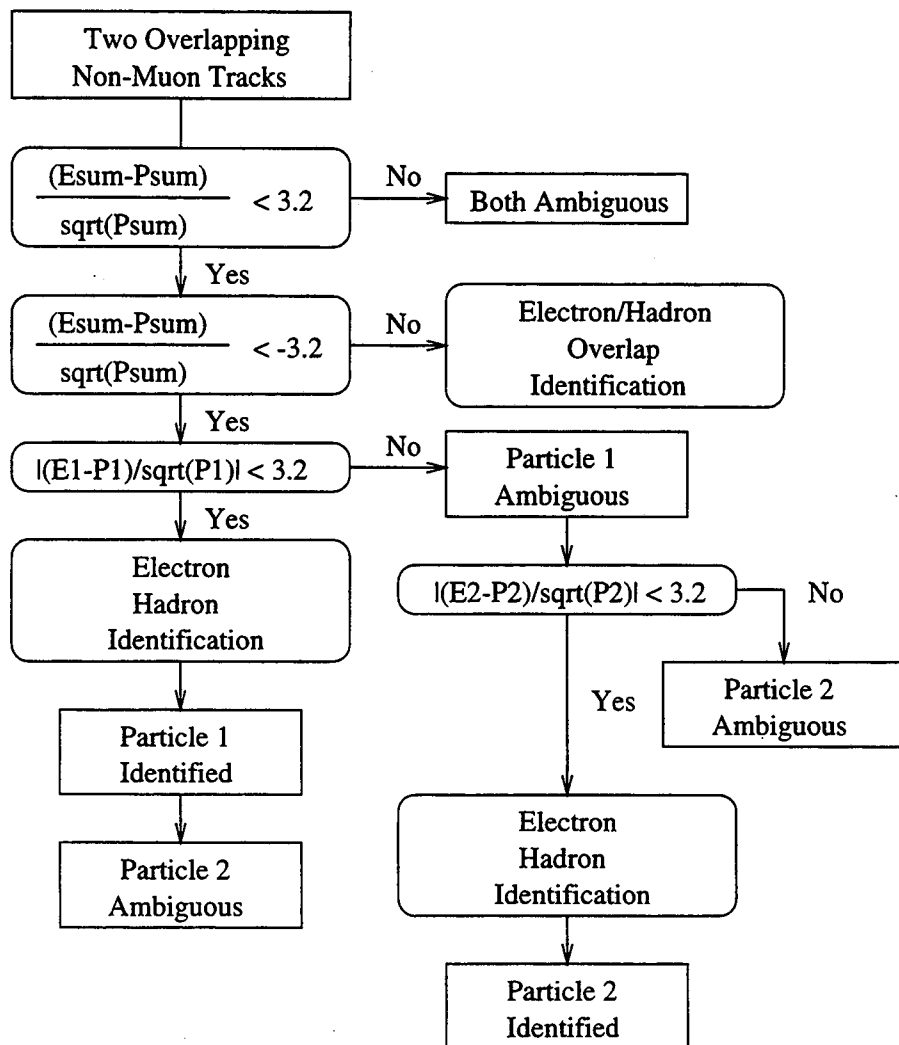 Two Overlapping
Non-Muon Tracks
(Esum-Psum)
sqrt(Psum)
< 3.2
No
Both Ambiguous
Yes
(Esum-Psum)
sqrt(Psum)
< -3.2
No
Electron/Hadron
Overlap
Identification
Yes
|(E1-P1)/sqrt(P1)| < 3.2
No
Particle 1
Ambiguous
Yes
Electron
Hadron
Identification
|(E2-P2)/sqrt(P2)| < 3.2
No
Particle 2
Ambiguous
Yes
Particle 1
Identified
Particle 2
Ambiguous
Electron
Hadron
Identification
Particle 2
Identified